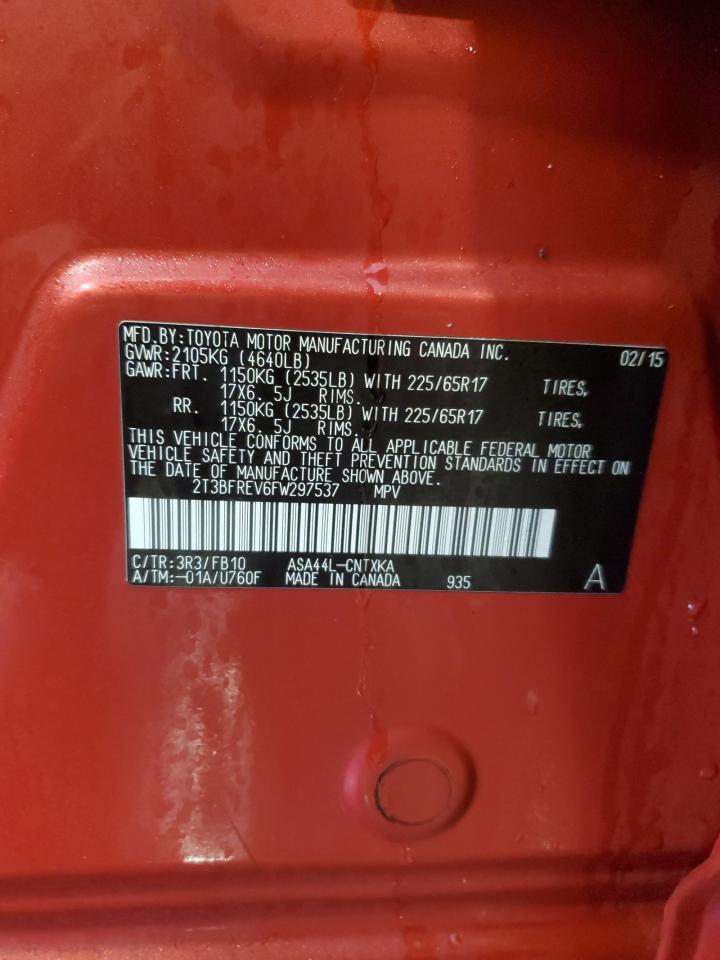 MFD.BY:TOYOTA MOTOR MANUFACTURING CANADA INC. 02/15
GVWR:2105KG (4640LB)
GAWR:FRT. 1150KG (2535LB) WITH 225/65R17 TIRES,
17X6. 5J RIMS.
RR. 1150KG (2535LB) WITH 225/65R17 TIRES,
17X6. 5J RIMS.
THIS VEHICLE CONFORMS TO ALL APPLICABLE FEDERAL MOTOR
VEHICLE SAFETY AND THEFT PREVENTION STANDARDS IN EFFECT ON
THE DATE OF MANUFACTURE SHOWN ABOVE.
2T3BFREV6FW297537 MPV
C/TR:3R3/FB10 ASA44L-CNTXKA
A/TM:-01A/U760F MADE IN CANADA 935 A